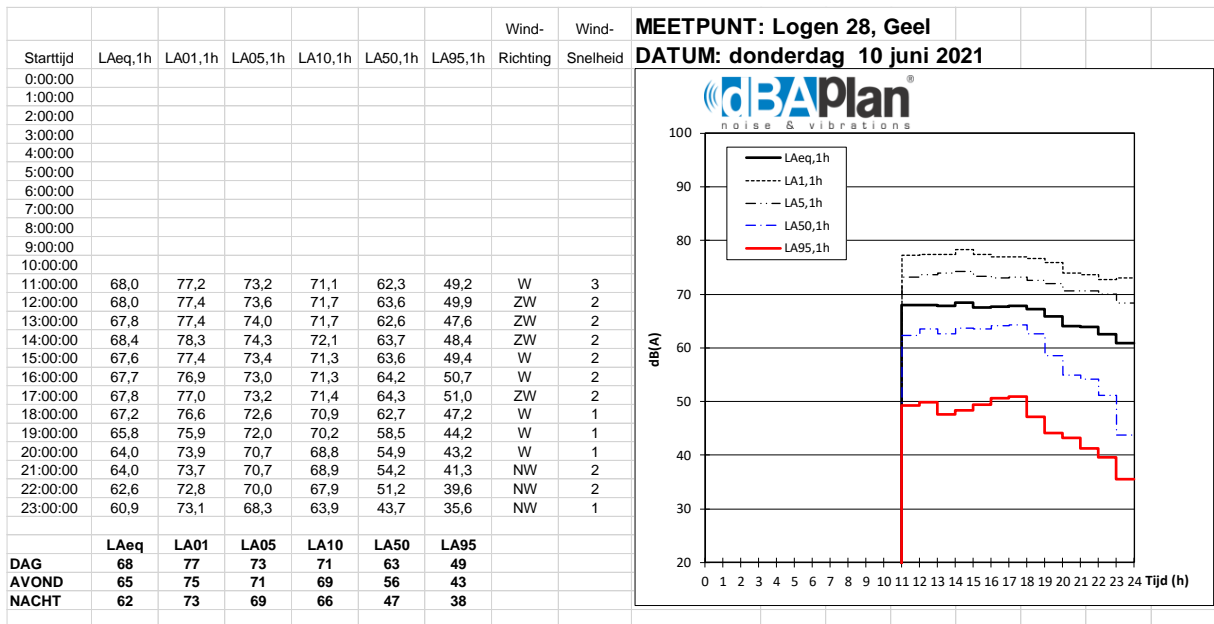 Wind- Wind- MEETPUNT: Logen 28, Geel
Starttijd LAeq,1h LA01,1h LA05,1h LA10,1h LA50,1h LA95,1h Richting Snelheid DATUM: donderdag 10 juni 2021
0:00:00
1:00:00
2:00:00
3:00:00
4:00:00
5:00:00
6:00:00
7:00:00
8:00:00
9:00:00
10:00:00
11:00:00 68,0 77,2 73,2 71,1 62,3 49,2 W 3
12:00:00 68,0 77,4 73,6 71,7 63,6 49,9 ZW 2
13:00:00 67,8 77,4 74,0 71,7 62,6 47,6 ZW 2
14:00:00 68,4 78,3 74,3 72,1 63,7 48,4 ZW 2
15:00:00 67,6 77,4 73,4 71,3 63,6 49,4 W 2
16:00:00 67,7 76,9 73,0 71,3 64,2 50,7 W 2
17:00:00 67,8 77,0 73,2 71,4 64,3 51,0 ZW 2
18:00:00 67,2 76,6 72,6 70,9 62,7 47,2 W 1
19:00:00 65,8 75,9 72,0 70,2 58,5 44,2 W 1
20:00:00 64,0 73,9 70,7 68,8 54,9 43,2 W 1
21:00:00 64,0 73,7 70,7 68,9 54,2 41,3 NW 2
22:00:00 62,6 72,8 70,0 67,9 51,2 39,6 NW 2
23:00:00 60,9 73,1 68,3 63,9 43,7 35,6 NW 1
LAeq LA01 LA05 LA10 LA50 LA95
DAG 68 77 73 71 63 49
AVOND 65 75 71 69 56 43
NACHT 62 73 69 66 47 38
dBAPlan®
noise & vibrations
100
90
80
70
60
50
40
30
20
dB(A)
LAeq,1h
LA1,1h
LA5,1h
LA50,1h
LA95,1h
0 1 2 3 4 5 6 7 8 9 10 11 12 13 14 15 16 17 18 19 20 21 22 23 24 Tijd (h)